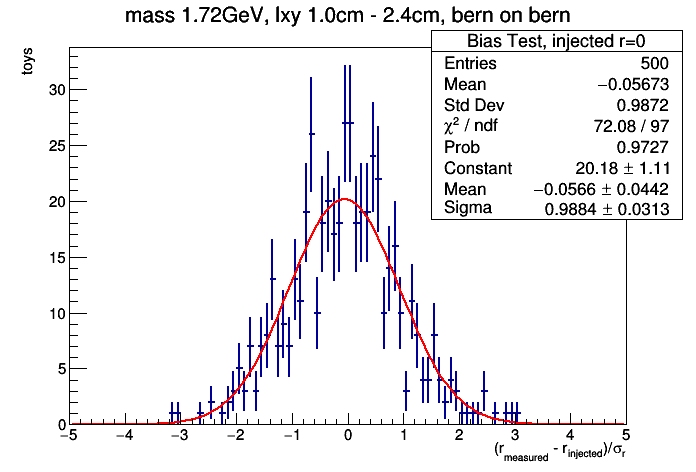 mass 1.72GeV, lxy 1.0cm - 2.4cm, bern on bern
toys
Bias Test, injected r=0
Entries 500
Mean −0.05673
Std Dev 0.9872
χ² / ndf 72.08 / 97
Prob 0.9727
Constant 20.18 ± 1.11
Mean −0.0566 ± 0.0442
Sigma 0.9884 ± 0.0313
30
25
20
15
10
5
0
−5 −4 −3 −2 −1 0 1 2 3 4 5
(r_measured - r_injected)/σ_r